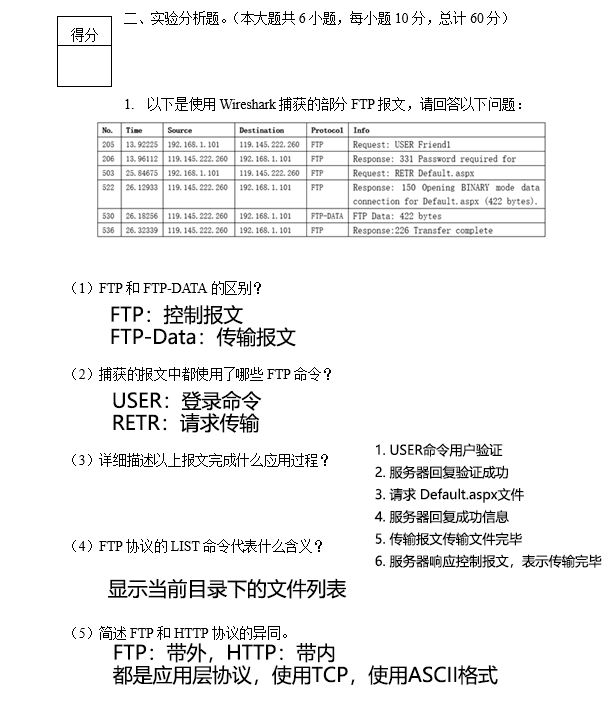 二、实验分析题。（本大题共 6 小题，每小题 10 分，总计 60 分）
得分
1. 以下是使用 Wireshark 捕获的部分 FTP 报文，请回答以下问题：
No. Time Source Destination Protocol Info
205 13.92225 192.168.1.101 119.145.222.260 FTP Request: USER Friend1
206 13.96112 119.145.222.260 192.168.1.101 FTP Response: 331 Password required for
503 25.84675 192.168.1.101 119.145.222.260 FTP Request: RETR Default.aspx
522 26.12933 119.145.222.260 192.168.1.101 FTP Response: 150 Opening BINARY mode data
connection for Default.aspx (422 bytes).
530 26.18256 119.145.222.260 192.168.1.101 FTP-DATA FTP Data: 422 bytes
536 26.32339 119.145.222.260 192.168.1.101 FTP Response:226 Transfer complete
（1）FTP 和 FTP-DATA 的区别？
FTP：控制报文
FTP-Data：传输报文
（2）捕获的报文中都使用了哪些 FTP 命令？
USER：登录命令
RETR：请求传输
（3）详细描述以上报文完成什么应用过程？
1. USER命令用户验证
2. 服务器回复验证成功
3. 请求 Default.aspx文件
4. 服务器回复成功信息
5. 传输报文传输文件完毕
6. 服务器响应控制报文，表示传输完毕
（4）FTP 协议的 LIST 命令代表什么含义？
显示当前目录下的文件列表
（5）简述 FTP 和 HTTP 协议的异同。
FTP：带外，HTTP：带内
都是应用层协议，使用TCP，使用ASCII格式